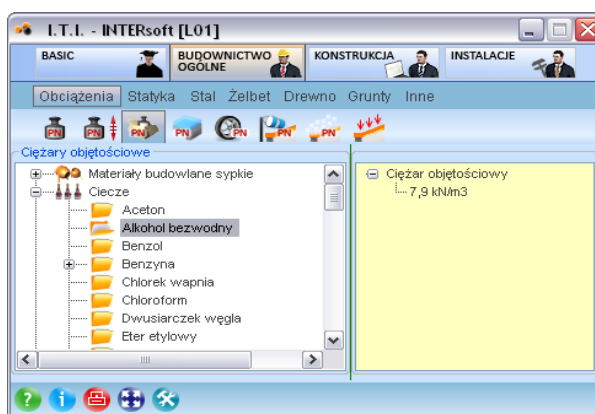 I.T.I. - INTERsoft [L01]
BASIC
BUDOWNICTWO OGÓLNE
KONSTRUKCJA
INSTALACJE
Obciążenia Statyka Stal Żelbet Drewno Grunty Inne
PN PN PN PN PN PN PN
Ciężary objętościowe
Materiały budowlane sypkie
Ciecze
Aceton
Alkohol bezwodny
Benzol
Benzyna
Chlorek wapnia
Chloroform
Dwusiarczek węgla
Eter etylowy
Ciężar objętościowy
7,9 kN/m3